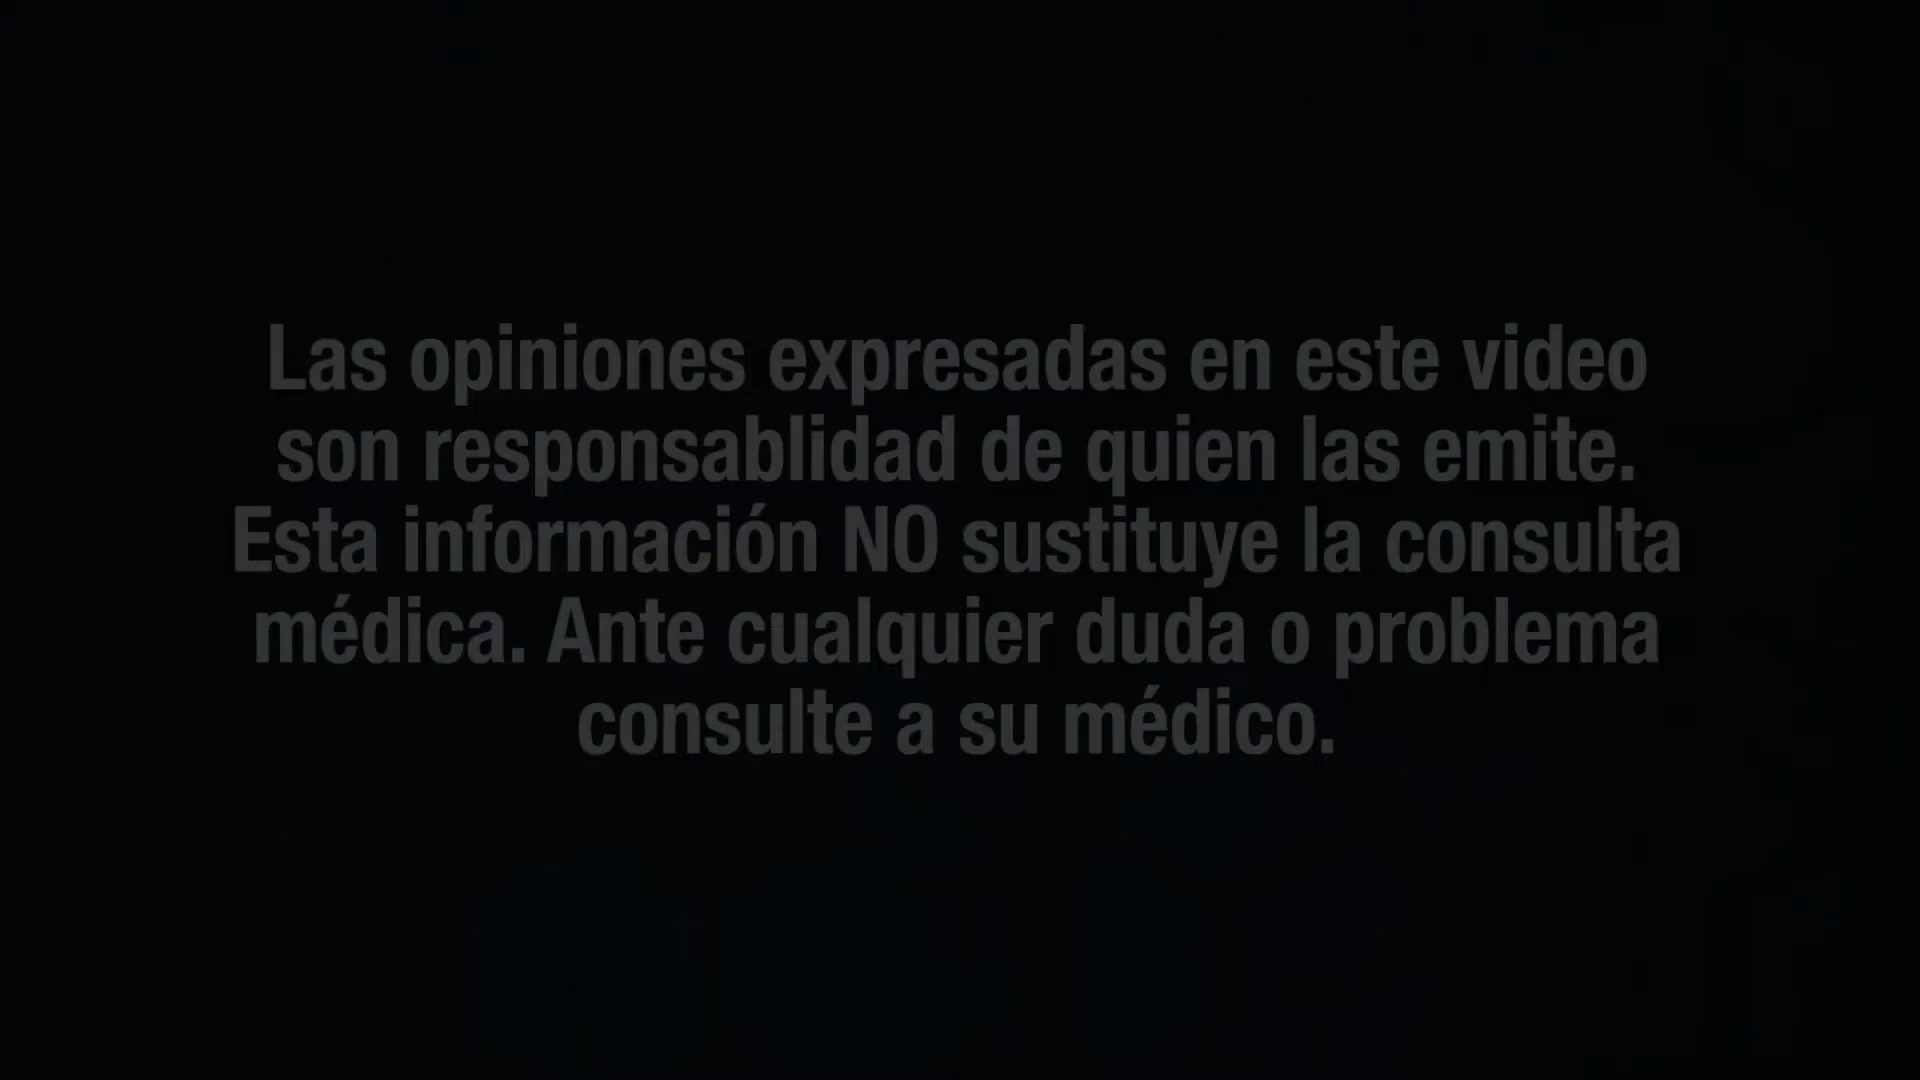 Las opiniones expresadas en este video
son responsablidad de quien las emite.
Esta información NO sustituye la consulta
médica. Ante cualquier duda o problema
consulte a su médico.